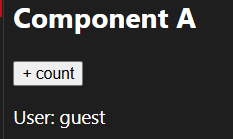 Component A
+ count
User: guest